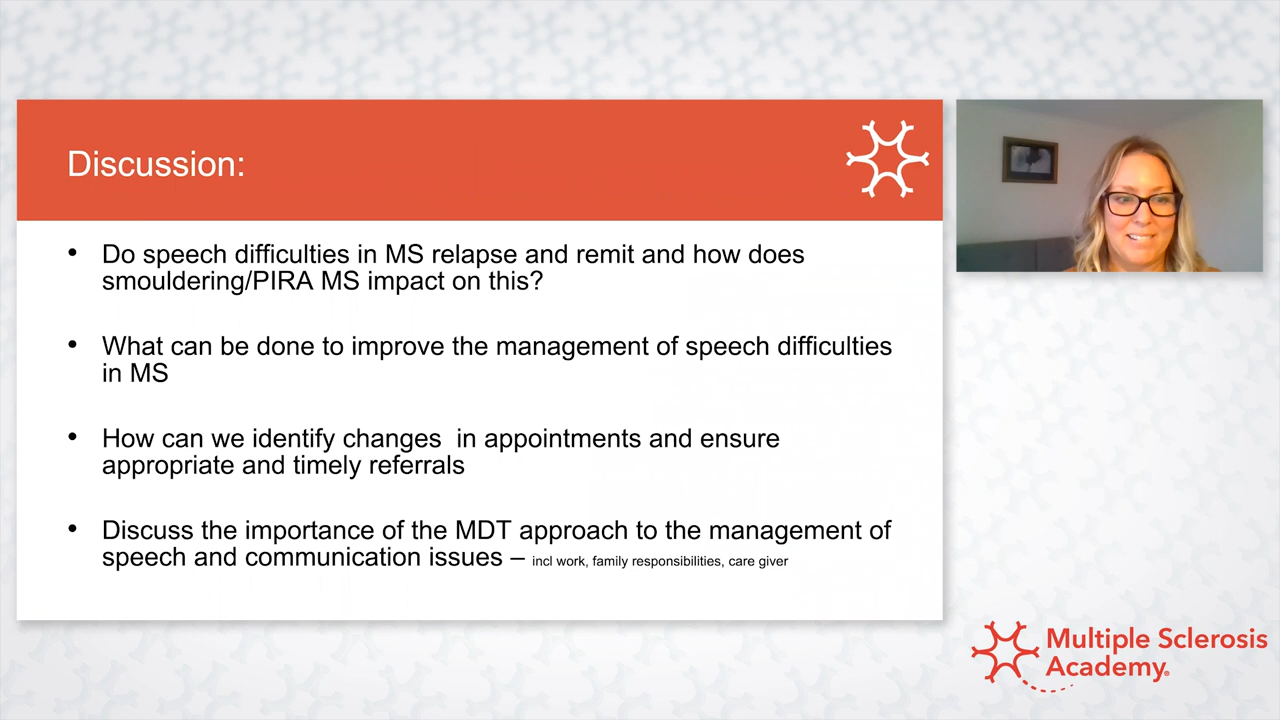 Discussion:
• Do speech difficulties in MS relapse and remit and how does
smouldering/PIRA MS impact on this?
• What can be done to improve the management of speech difficulties
in MS
• How can we identify changes  in appointments and ensure
appropriate and timely referrals
• Discuss the importance of the MDT approach to the management of
speech and communication issues – incl work, family responsibilities, care giver
Multiple Sclerosis
Academy®